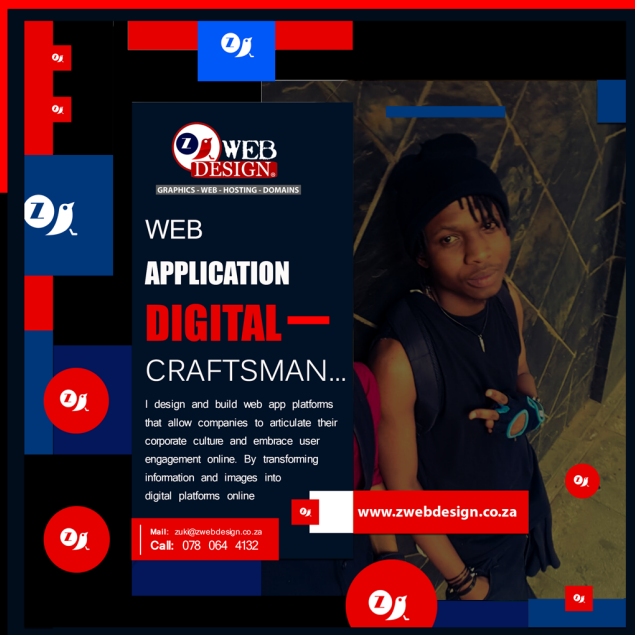 Z WEB
DESIGN®
GRAPHICS - WEB - HOSTING - DOMAINS
WEB
APPLICATION
DIGITAL
CRAFTSMAN...
I design and build web app platforms
that allow companies to articulate their
corporate culture and embrace user
engagement online. By transforming
information and images into
digital platforms online
www.zwebdesign.co.za
Mail: zuki@zwebdesign.co.za
Call: 078 064 4132
Z
Z
Z
Z
Z
Z
Z
Z
Z
Z